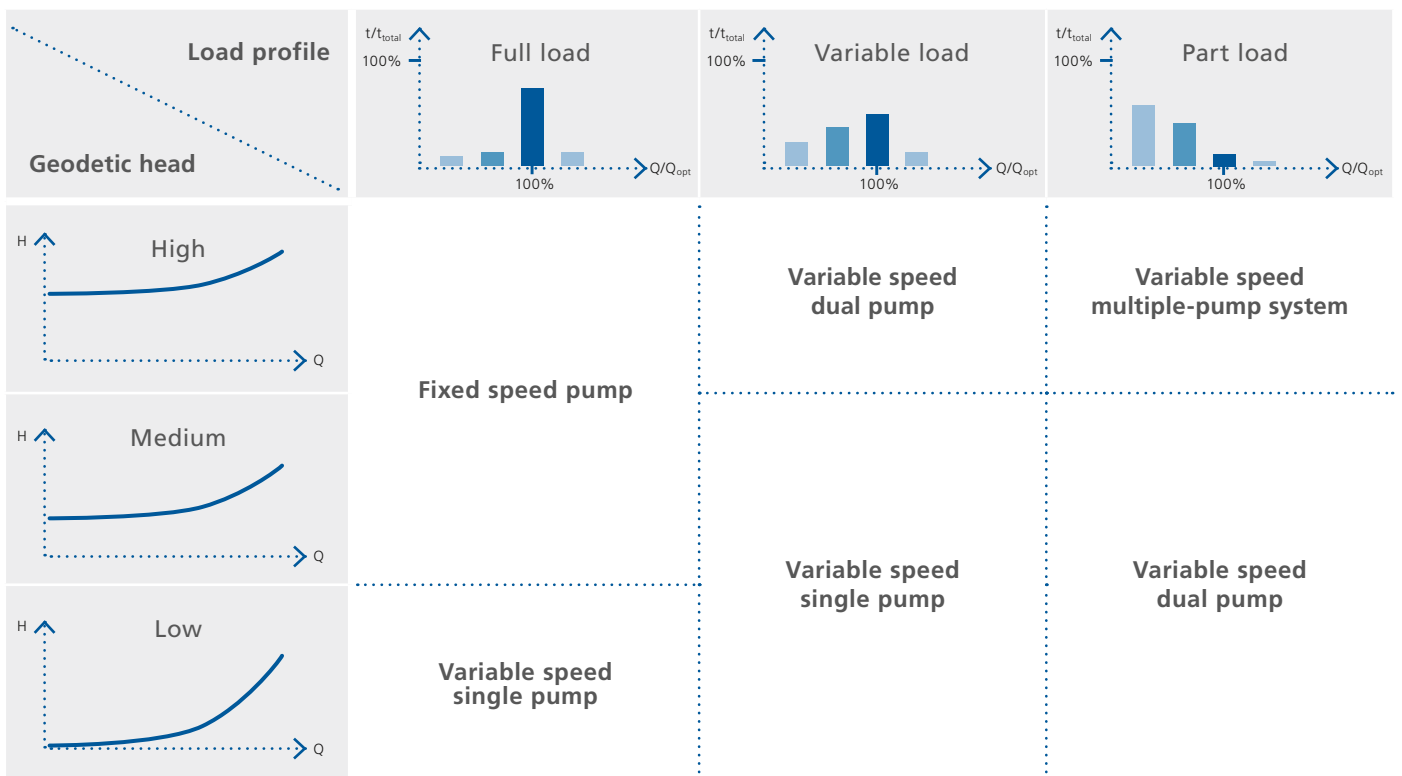 Load profile
Geodetic head
t/ttotal
100%
Full load
Q/Qopt
100%
t/ttotal
100%
Variable load
Q/Qopt
100%
t/ttotal
100%
Part load
Q/Qopt
100%
H
High
Q
Variable speed
dual pump
Variable speed
multiple-pump system
Fixed speed pump
H
Medium
Q
Variable speed
single pump
Variable speed
dual pump
H
Low
Q
Variable speed
single pump